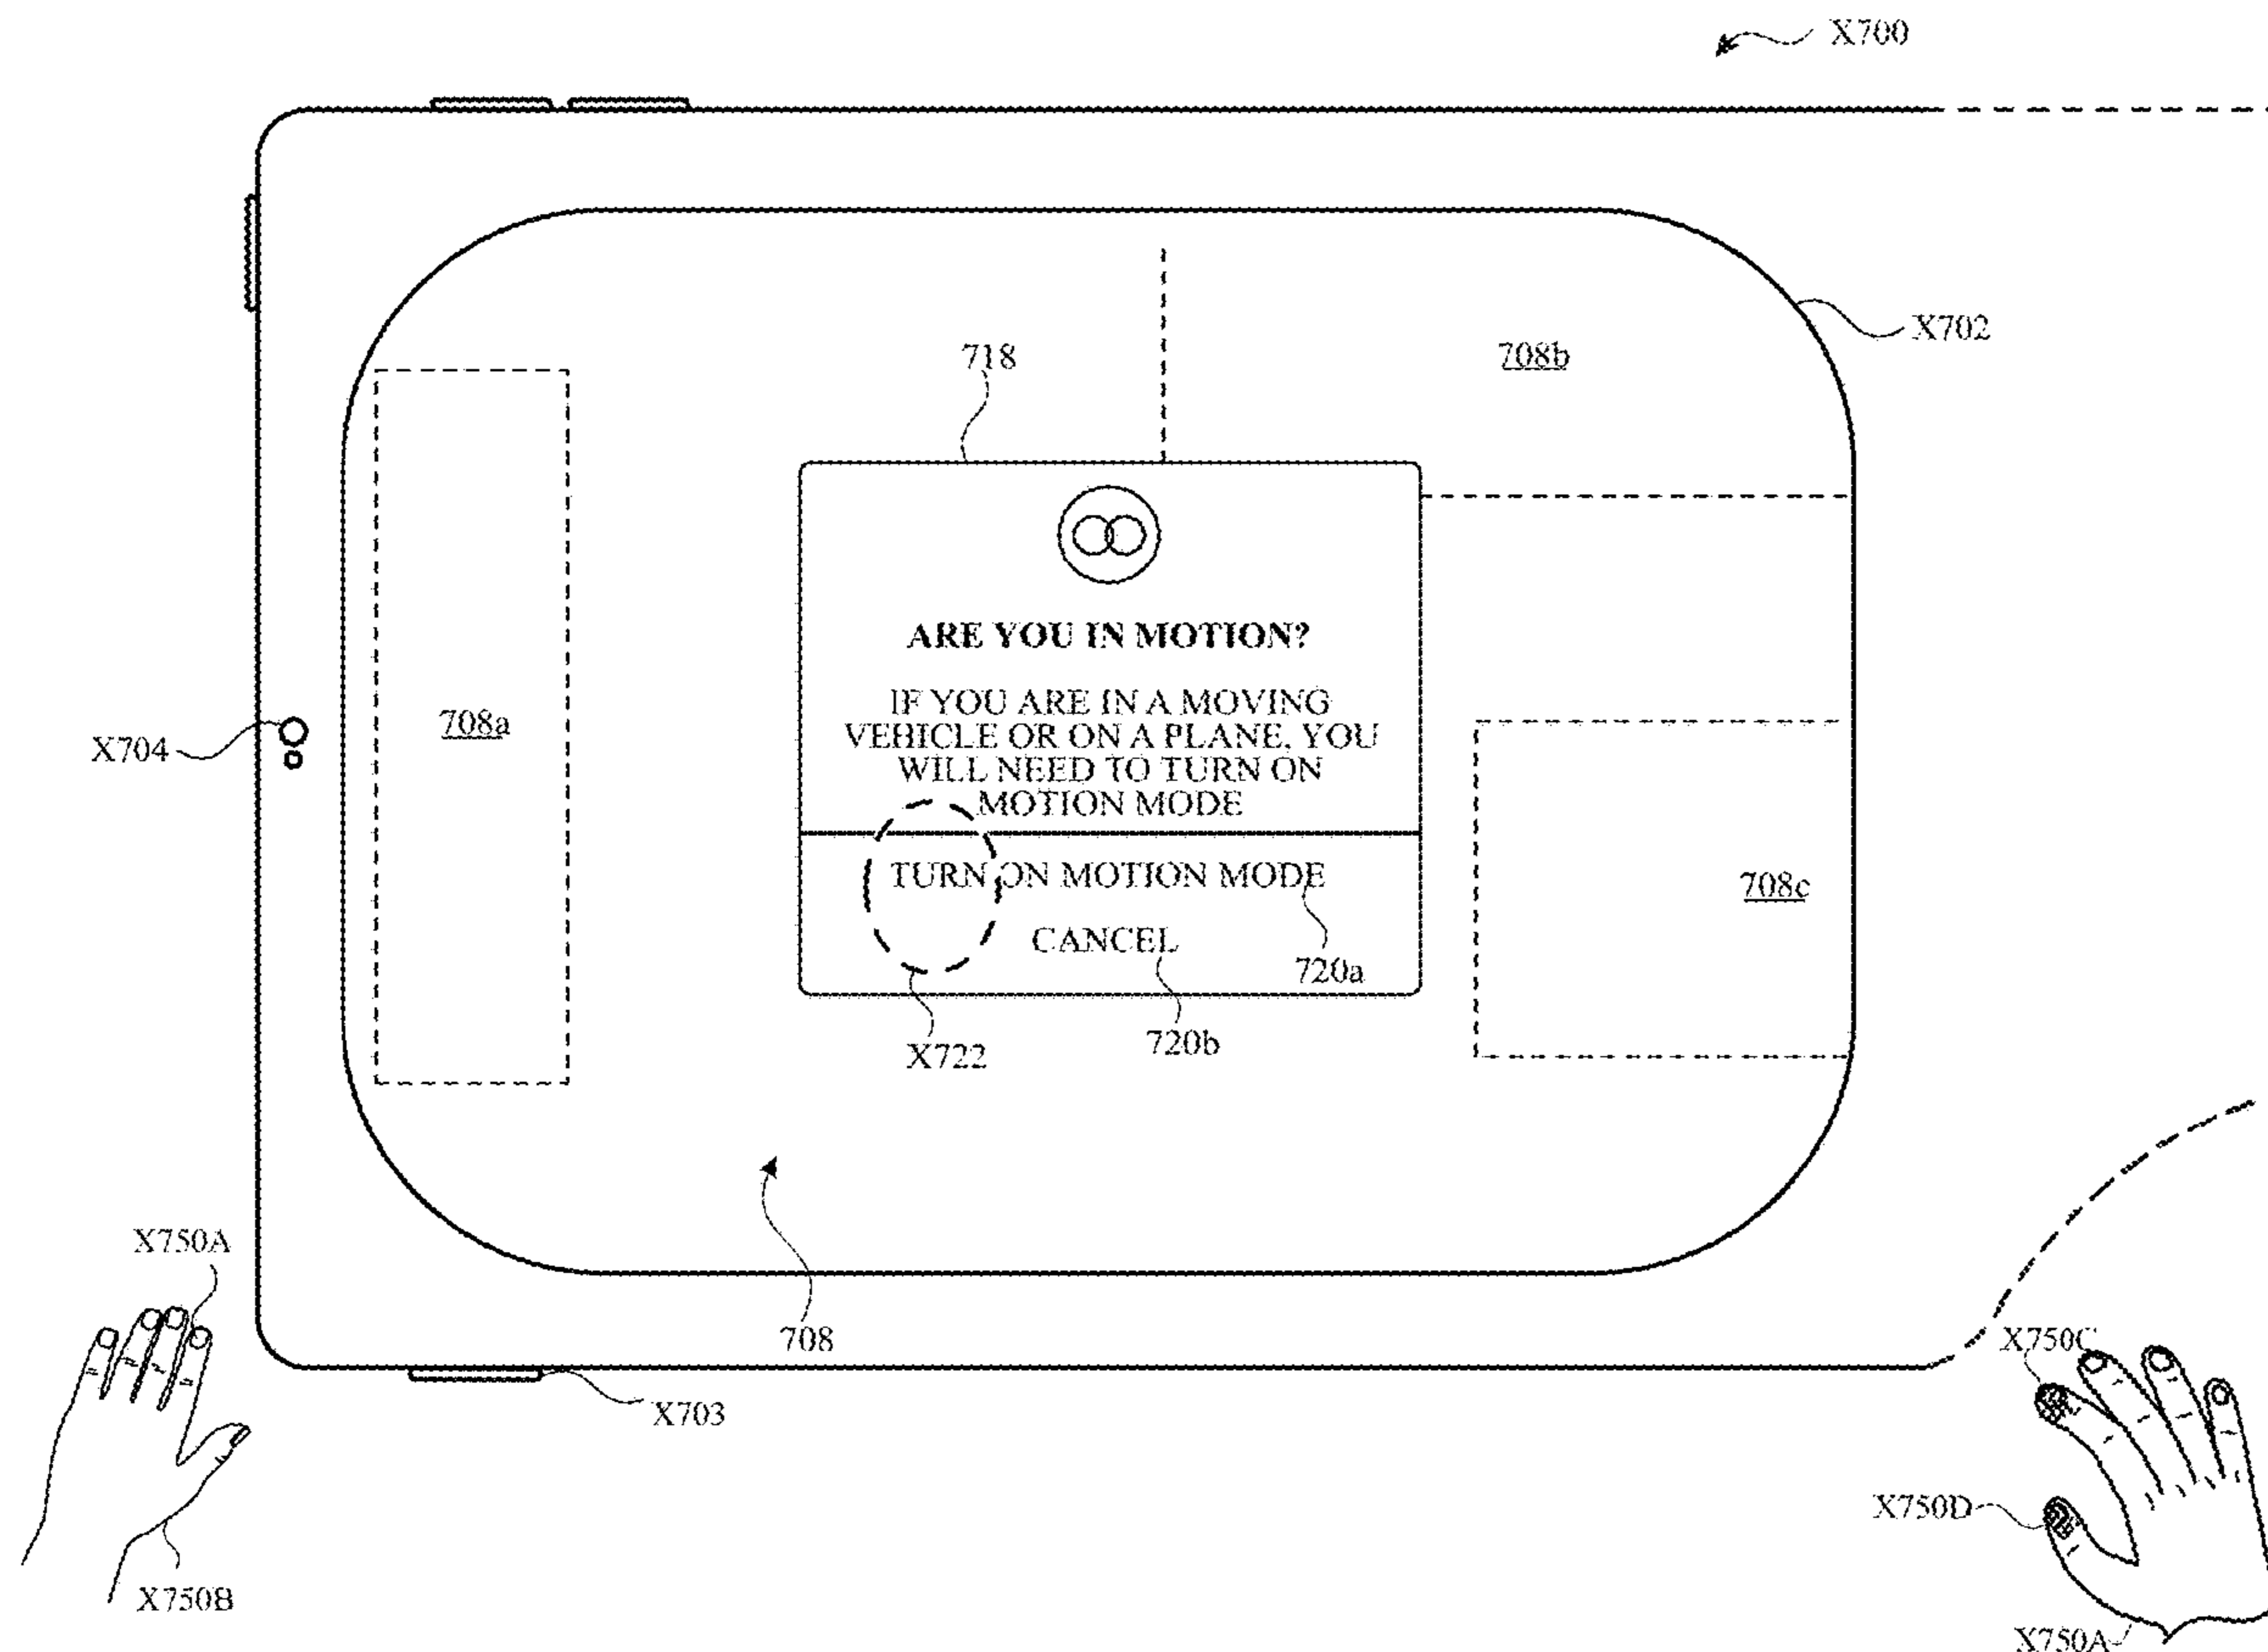 X700
X702
718
708b
ARE YOU IN MOTION?
IF YOU ARE IN A MOVING
VEHICLE OR ON A PLANE, YOU
WILL NEED TO TURN ON
MOTION MODE
708a
X704
TURN ON MOTION MODE
708c
CANCEL
720a
X722
720b
X750A
708
X750C
X703
X750D
X750B
X750A